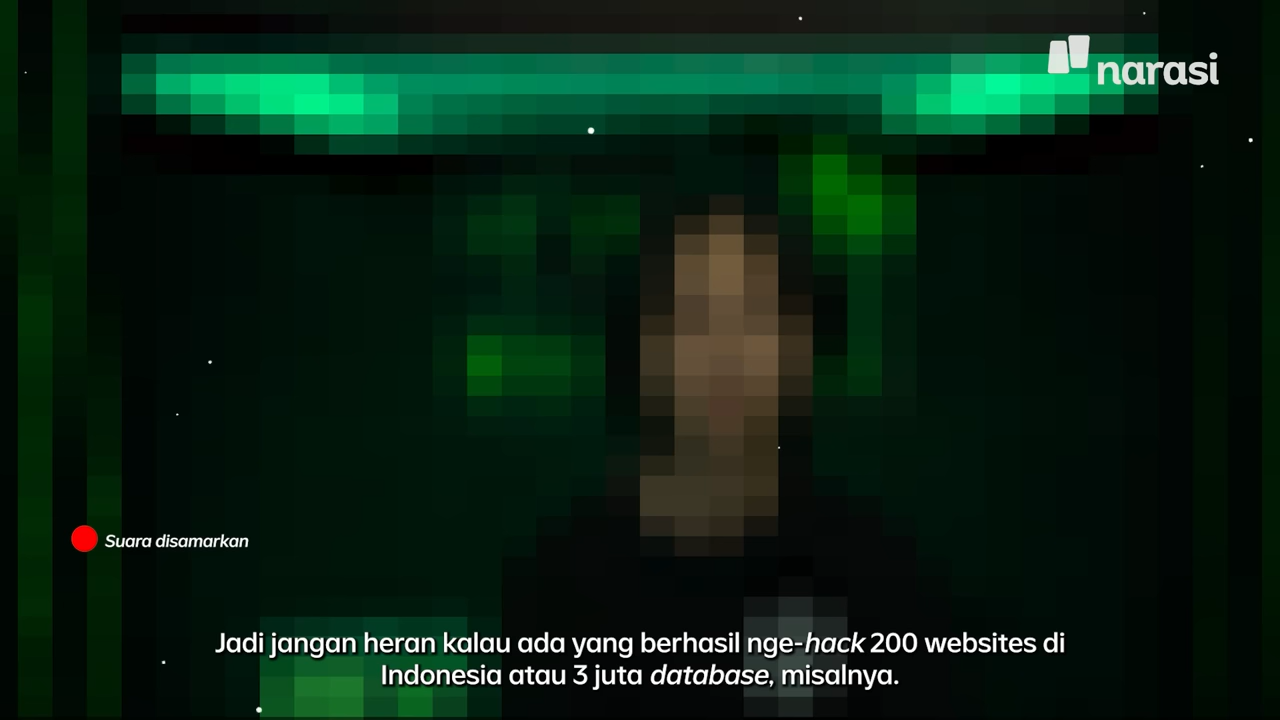 narasi
Suara disamarkan
Jadi jangan heran kalau ada yang berhasil nge-hack 200 websites di
Indonesia atau 3 juta database, misalnya.